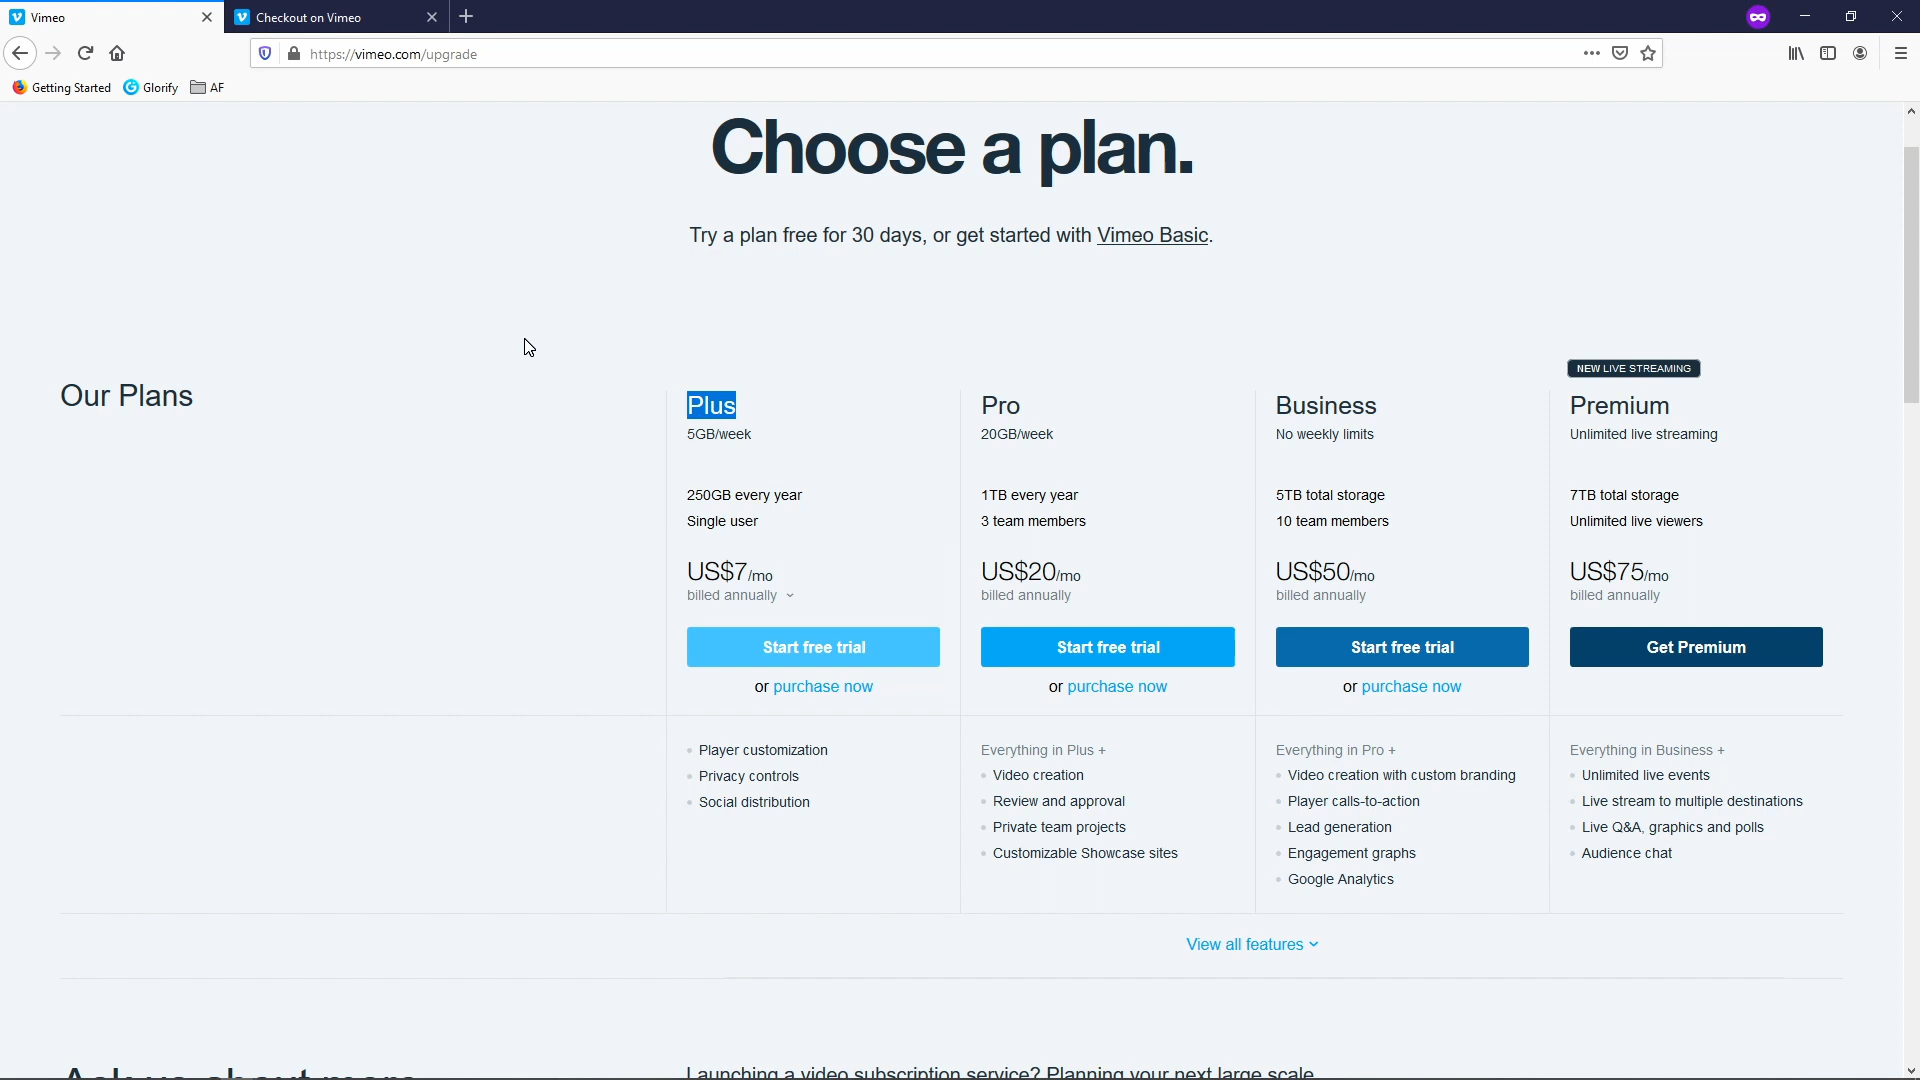 Vimeo
Checkout on Vimeo
https://vimeo.com/upgrade
Getting Started
Glorify
AF
Choose a plan.
Try a plan free for 30 days, or get started with Vimeo Basic.
NEW LIVE STREAMING
Our Plans
Plus
5GB/week
250GB every year
Single user
US$7/mo
billed annually
Start free trial
or purchase now
Player customization
Privacy controls
Social distribution
Pro
20GB/week
1TB every year
3 team members
US$20/mo
billed annually
Start free trial
or purchase now
Everything in Plus +
Video creation
Review and approval
Private team projects
Customizable Showcase sites
Business
No weekly limits
5TB total storage
10 team members
US$50/mo
billed annually
Start free trial
or purchase now
Everything in Pro +
Video creation with custom branding
Player calls-to-action
Lead generation
Engagement graphs
Google Analytics
Premium
Unlimited live streaming
7TB total storage
Unlimited live viewers
US$75/mo
billed annually
Get Premium
Everything in Business +
Unlimited live events
Live stream to multiple destinations
Live Q&A, graphics and polls
Audience chat
View all features
Ask us about more
Launching a video subscription service? Planning your next large scale